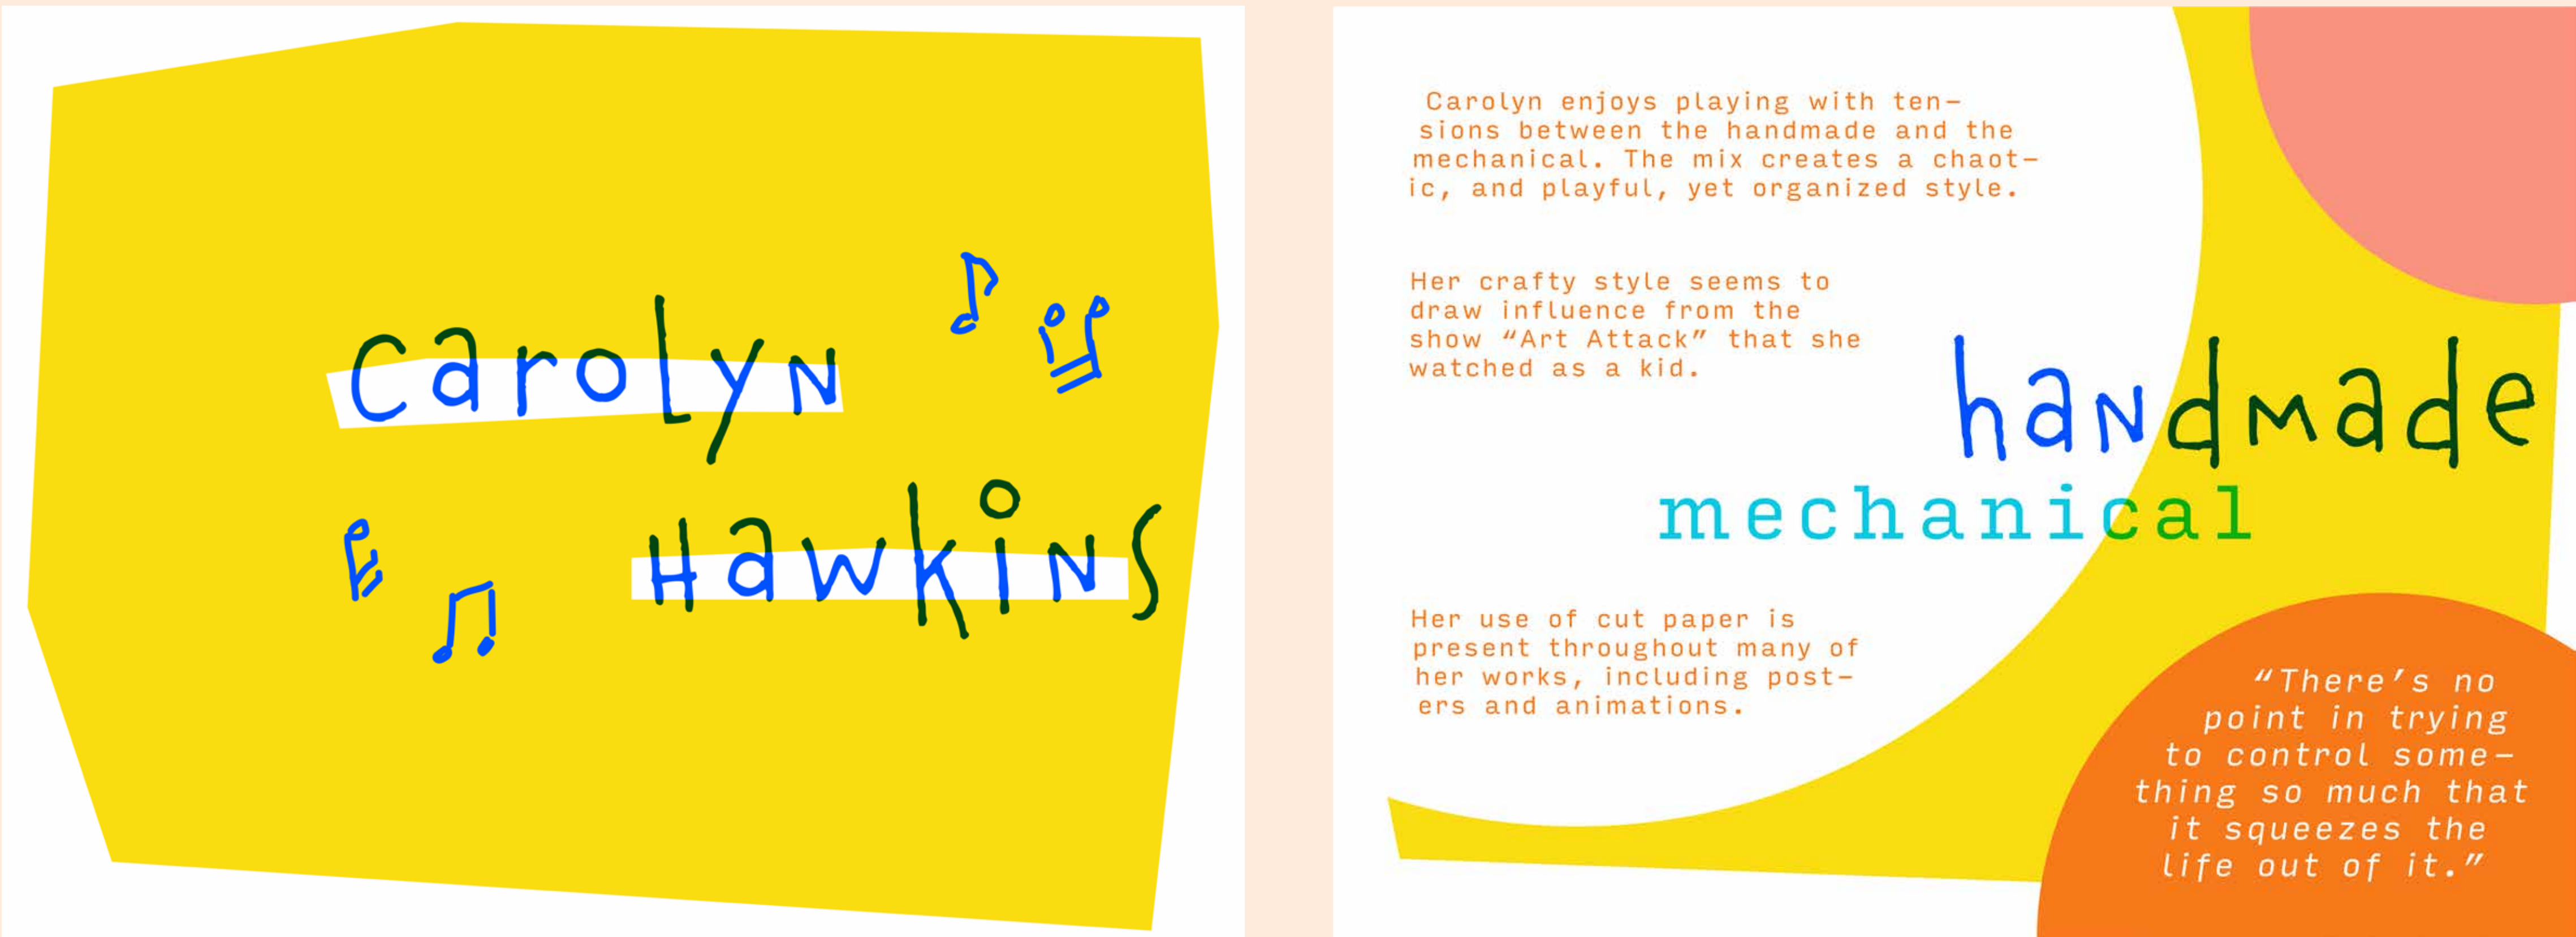 Carolyn
Hawkins
Carolyn enjoys playing with ten-
sions between the handmade and the
mechanical. The mix creates a chaot-
ic, and playful, yet organized style.
Her crafty style seems to
draw influence from the
show “Art Attack” that she
watched as a kid.
handmade
mechanical
Her use of cut paper is
present throughout many of
her works, including post-
ers and animations.
“There’s no
point in trying
to control some-
thing so much that
it squeezes the
life out of it.”